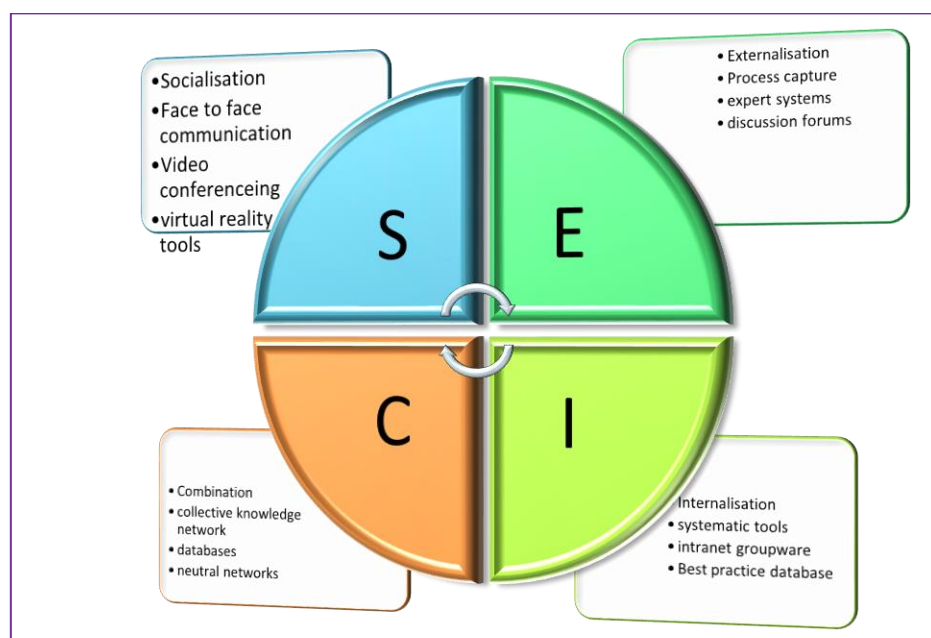 •Socialisation
•Face to face
communication
•Video
conferenceing
•virtual reality
tools
• Externalisation
• Process capture
• expert systems
• discussion forums
S
E
C
I
• Combination
• collective knowledge
network
• databases
• neutral networks
Internalisation
• systematic tools
• intranet groupware
• Best practice database